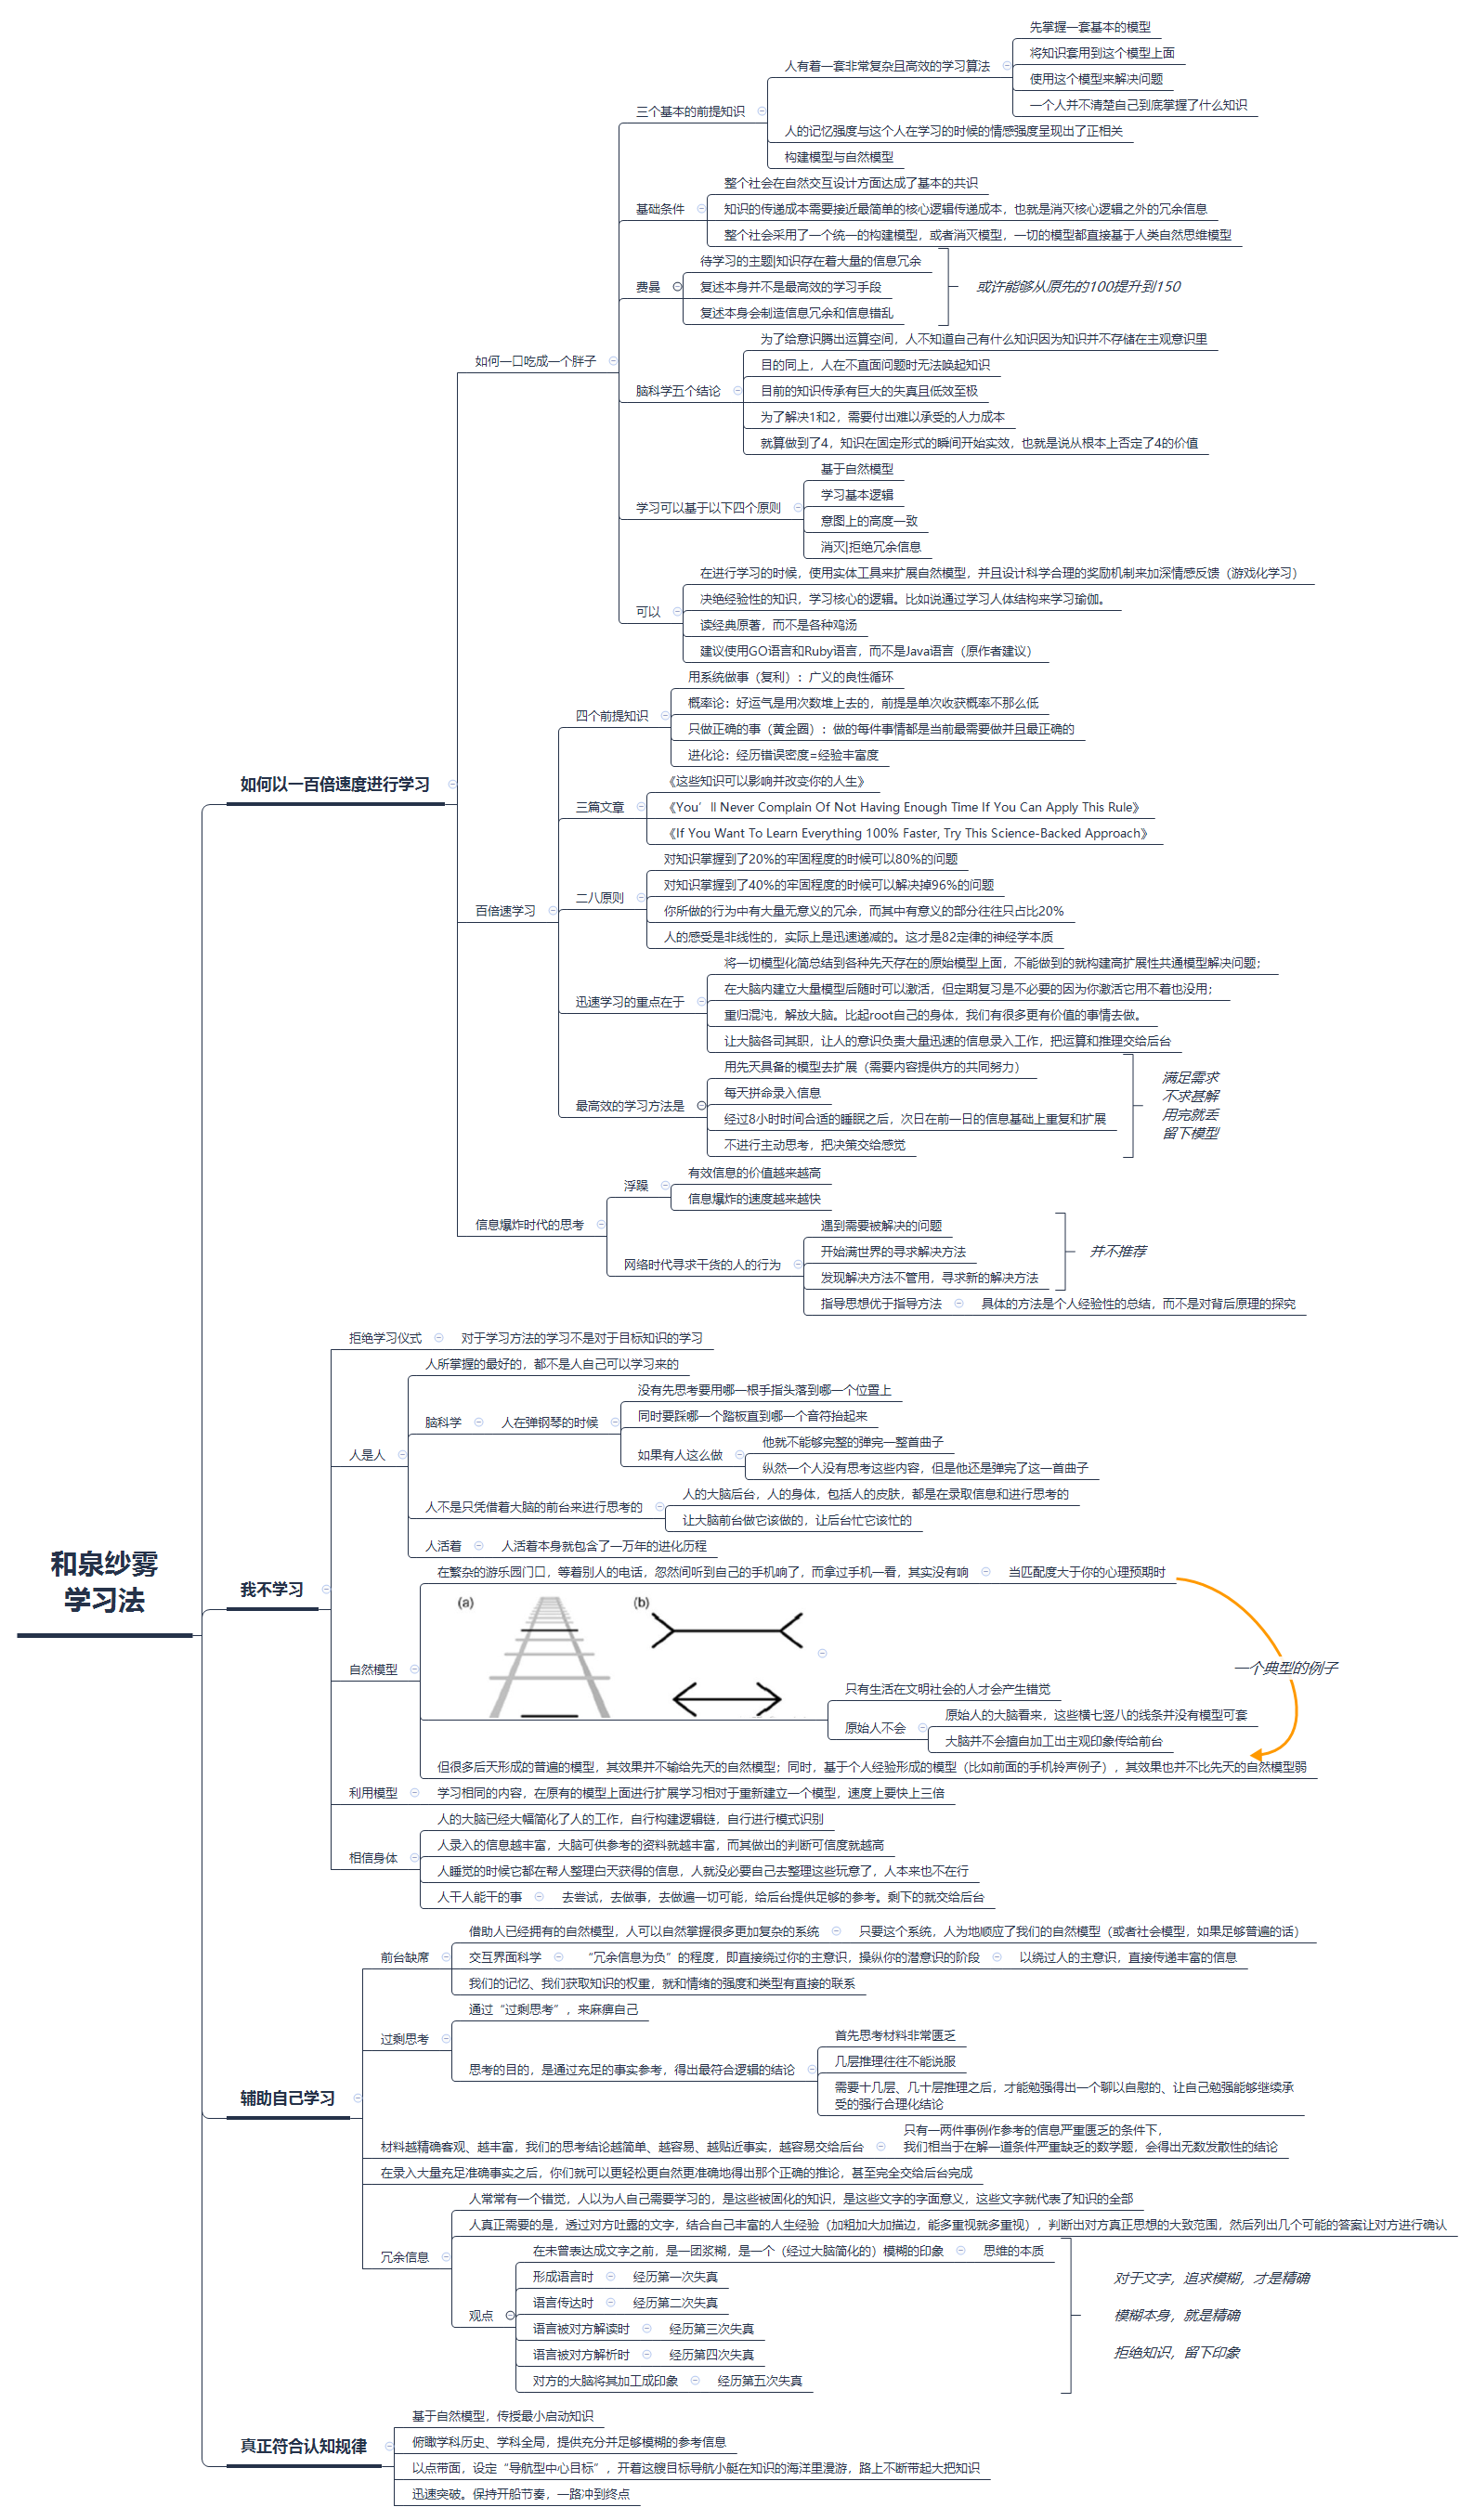 和泉纱雾
学习法
如何以一百倍速度进行学习
如何一口吃成一个胖子
三个基本的前提知识
人有着一套非常复杂且高效的学习算法
先掌握一套基本的模型
将知识套用到这个模型上面
使用这个模型来解决问题
一个人并不清楚自己到底掌握了什么知识
人的记忆强度与这个人在学习的时候的情感强度呈现出了正相关
构建模型与自然模型
基础条件
整个社会在自然交互设计方面达成了基本的共识
知识的传递成本需要接近最简单的核心逻辑传递成本，也就是消灭核心逻辑之外的冗余信息
整个社会采用了一个统一的构建模型，或者消灭模型，一切的模型都直接基于人类自然思维模型
费曼
待学习的主题|知识存在着大量的信息冗余
复述本身并不是最高效的学习手段
复述本身会制造信息冗余和信息错乱
或许能够从原先的100提升到150
脑科学五个结论
为了给意识腾出运算空间，人不知道自己有什么知识因为知识并不存储在主观意识里
目的同上，人在不直面问题时无法唤起知识
目前的知识传承有巨大的失真且低效至极
为了解决1和2，需要付出难以承受的人力成本
就算做到了4，知识在固定形式的瞬间开始实效，也就是说从根本上否定了4的价值
学习可以基于以下四个原则
基于自然模型
学习基本逻辑
意图上的高度一致
消灭|拒绝冗余信息
可以
在进行学习的时候，使用实体工具来扩展自然模型，并且设计科学合理的奖励机制来加深情感反馈（游戏化学习）
决绝经验性的知识，学习核心的逻辑。比如说通过学习人体结构来学习瑜伽。
读经典原著，而不是各种鸡汤
建议使用GO语言和Ruby语言，而不是Java语言（原作者建议）
百倍速学习
四个前提知识
用系统做事（复利）：广义的良性循环
概率论：好运气是用次数堆上去的，前提是单次收获概率不那么低
只做正确的事（黄金圈）：做的每件事情都是当前最需要做并且最正确的
进化论：经历错误密度=经验丰富度
三篇文章
《这些知识可以影响并改变你的人生》
《You’ll Never Complain Of Not Having Enough Time If You Can Apply This Rule》
《If You Want To Learn Everything 100% Faster, Try This Science-Backed Approach》
二八原则
对知识掌握到了20%的牢固程度的时候可以80%的问题
对知识掌握到了40%的牢固程度的时候可以解决掉96%的问题
你所做的行为中有大量无意义的冗余，而其中有意义的部分往往只占比20%
人的感受是非线性的，实际上是迅速递减的。这才是82定律的神经学本质
迅速学习的重点在于
将一切模型化简总结到各种先天存在的原始模型上面，不能做到的就构建高扩展性共通模型解决问题；
在大脑内建立大量模型后随时可以激活，但定期复习是不必要的因为你激活它用不着也没用；
重归混沌，解放大脑。比起root自己的身体，我们有很多更有价值的事情去做。
让大脑各司其职，让人的意识负责大量迅速的信息录入工作，把运算和推理交给后台
最高效的学习方法是
用先天具备的模型去扩展（需要内容提供方的共同努力）
每天拼命录入信息
经过8小时时间合适的睡眠之后，次日在前一日的信息基础上重复和扩展
不进行主动思考，把决策交给感觉
满足需求
不求甚解
用完就丢
留下模型
信息爆炸时代的思考
浮躁
有效信息的价值越来越高
信息爆炸的速度越来越快
网络时代寻求干货的人的行为
遇到需要被解决的问题
开始满世界的寻求解决方法
发现解决方法不管用，寻求新的解决方法
并不推荐
指导思想优于指导方法
具体的方法是个人经验性的总结，而不是对背后原理的探究
我不学习
拒绝学习仪式
对于学习方法的学习不是对于目标知识的学习
人是人
人所掌握的最好的，都不是人自己可以学习来的
脑科学
人在弹钢琴的时候
没有先思考要用哪一根手指头落到哪一个位置上
同时要踩哪一个踏板直到哪一个音符抬起来
如果有人这么做
他就不能够完整的弹完一整首曲子
纵然一个人没有思考这些内容，但是他还是弹完了这一首曲子
人不是只凭借着大脑的前台来进行思考的
人的大脑后台，人的身体，包括人的皮肤，都是在录取信息和进行思考的
让大脑前台做它该做的，让后台忙它该忙的
人活着
人活着本身就包含了一万年的进化历程
自然模型
在繁杂的游乐园门口，等着别人的电话，忽然间听到自己的手机响了，而拿过手机一看，其实没有响
当匹配度大于你的心理预期时
(a)
(b)
一个典型的例子
只有生活在文明社会的人才会产生错觉
原始人不会
原始人的大脑看来，这些横七竖八的线条并没有模型可套
大脑并不会擅自加工出主观印象传给前台
但很多后天形成的普遍的模型，其效果并不输给先天的自然模型；同时，基于个人经验形成的模型（比如前面的手机铃声例子），其效果也并不比先天的自然模型弱
利用模型
学习相同的内容，在原有的模型上面进行扩展学习相对于重新建立一个模型，速度上要快上三倍
相信身体
人的大脑已经大幅简化了人的工作，自行构建逻辑链，自行进行模式识别
人录入的信息越丰富，大脑可供参考的资料就越丰富，而其做出的判断可信度就越高
人睡觉的时候它都在帮人整理白天获得的信息，人就没必要自己去整理这些玩意了，人本来也不在行
人干人能干的事
去尝试，去做事，去做遍一切可能，给后台提供足够的参考。剩下的就交给后台
辅助自己学习
前台缺席
借助人已经拥有的自然模型，人可以自然掌握很多更加复杂的系统
只要这个系统，人为地顺应了我们的自然模型（或者社会模型，如果足够普遍的话）
交互界面科学
“冗余信息为负”的程度，即直接绕过你的主意识，操纵你的潜意识的阶段
以绕过人的主意识，直接传递丰富的信息
我们的记忆、我们获取知识的权重，就和情绪的强度和类型有直接的联系
过剩思考
通过“过剩思考”，来麻痹自己
思考的目的，是通过充足的事实参考，得出最符合逻辑的结论
首先思考材料非常匮乏
几层推理往往不能说服
需要十几层、几十层推理之后，才能勉强得出一个聊以自慰的、让自己勉强能够继续承
受的强行合理化结论
材料越精确客观、越丰富，我们的思考结论越简单、越容易、越贴近事实，越容易交给后台
只有一两件事例作参考的信息严重匮乏的条件下，
我们相当于在解一道条件严重缺乏的数学题，会得出无数发散性的结论
在录入大量充足准确事实之后，你们就可以更轻松更自然更准确地得出那个正确的推论，甚至完全交给后台完成
冗余信息
人常常有一个错觉，人以为人自己需要学习的，是这些被固化的知识，是这些文字的字面意义，这些文字就代表了知识的全部
人真正需要的是，透过对方吐露的文字，结合自己丰富的人生经验（加粗加大加描边，能多重视就多重视），判断出对方真正思想的大致范围，然后列出几个可能的答案让对方进行确认
观点
在未曾表达成文字之前，是一团浆糊，是一个（经过大脑简化的）模糊的印象
思维的本质
形成语言时
经历第一次失真
语言传达时
经历第二次失真
语言被对方解读时
经历第三次失真
语言被对方解析时
经历第四次失真
对方的大脑将其加工成印象
经历第五次失真
对于文字，追求模糊，才是精确
模糊本身，就是精确
拒绝知识，留下印象
真正符合认知规律
基于自然模型，传授最小启动知识
俯瞰学科历史、学科全局，提供充分并足够模糊的参考信息
以点带面，设定“导航型中心目标”，开着这艘目标导航小艇在知识的海洋里漫游，路上不断带起大把知识
迅速突破。保持开船节奏，一路冲到终点